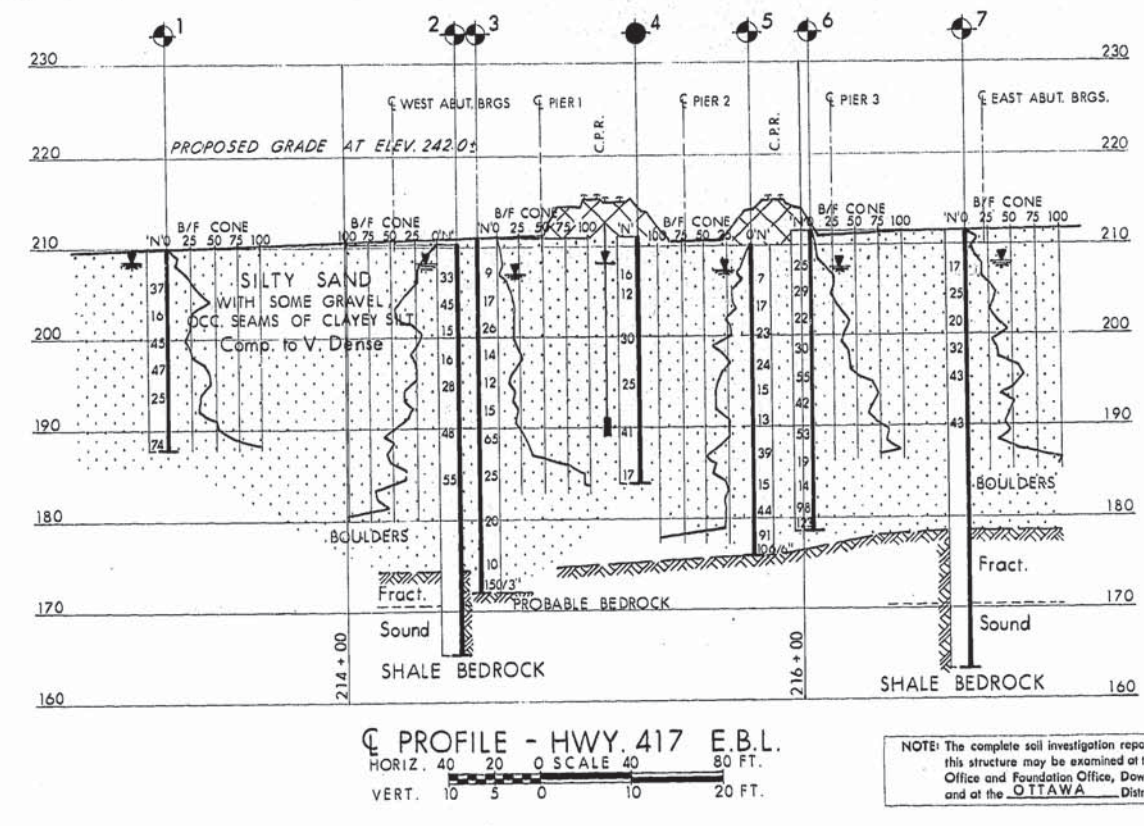 1 2 3 4 5 6 7
230 230
℄ WEST ABUT. BRGS ℄ PIER 1 C.P.R. ℄ PIER 2 C.P.R. ℄ PIER 3 ℄ EAST ABUT. BRGS.
220 PROPOSED GRADE AT ELEV. 242.0± 220
B/F CONE B/F CONE B/F CONE B/F CONE B/F CONE B/F CONE
210 'N' 0 25 50 75 100 100 75 50 25 0 'N' 'N' 0 25 50 75 100 'N' 100 75 50 25 0 'N' 'N' 0 25 50 75 100 'N' 0 25 50 75 100 210
SILTY SAND
WITH SOME GRAVEL,
OCC. SEAMS OF CLAYEY SILT
Comp. to V. Dense
37
16
45
47
25
74
33
45
15
16
28
48
55
9
17
26
14
12
15
65
25
20
10
150/3"
16
12
30
25
41
17
7
17
23
24
15
13
39
15
44
91
106/6"
25
29
22
30
55
42
53
19
14
98
123
17
25
20
32
43
43
200 200
190 190
180 180
BOULDERS BOULDERS
Fract. Fract.
170 PROBABLE BEDROCK 170
Sound Sound
214 + 00 216 + 00
SHALE BEDROCK SHALE BEDROCK
160 160
℄ PROFILE - HWY. 417 E.B.L.
HORIZ. 40 20 0 SCALE 40 80 FT.
VERT. 10 5 0 10 20 FT.
NOTE: The complete soil investigation repo
this structure may be examined at t
Office and Foundation Office, Dow
and at the OTTAWA Distr